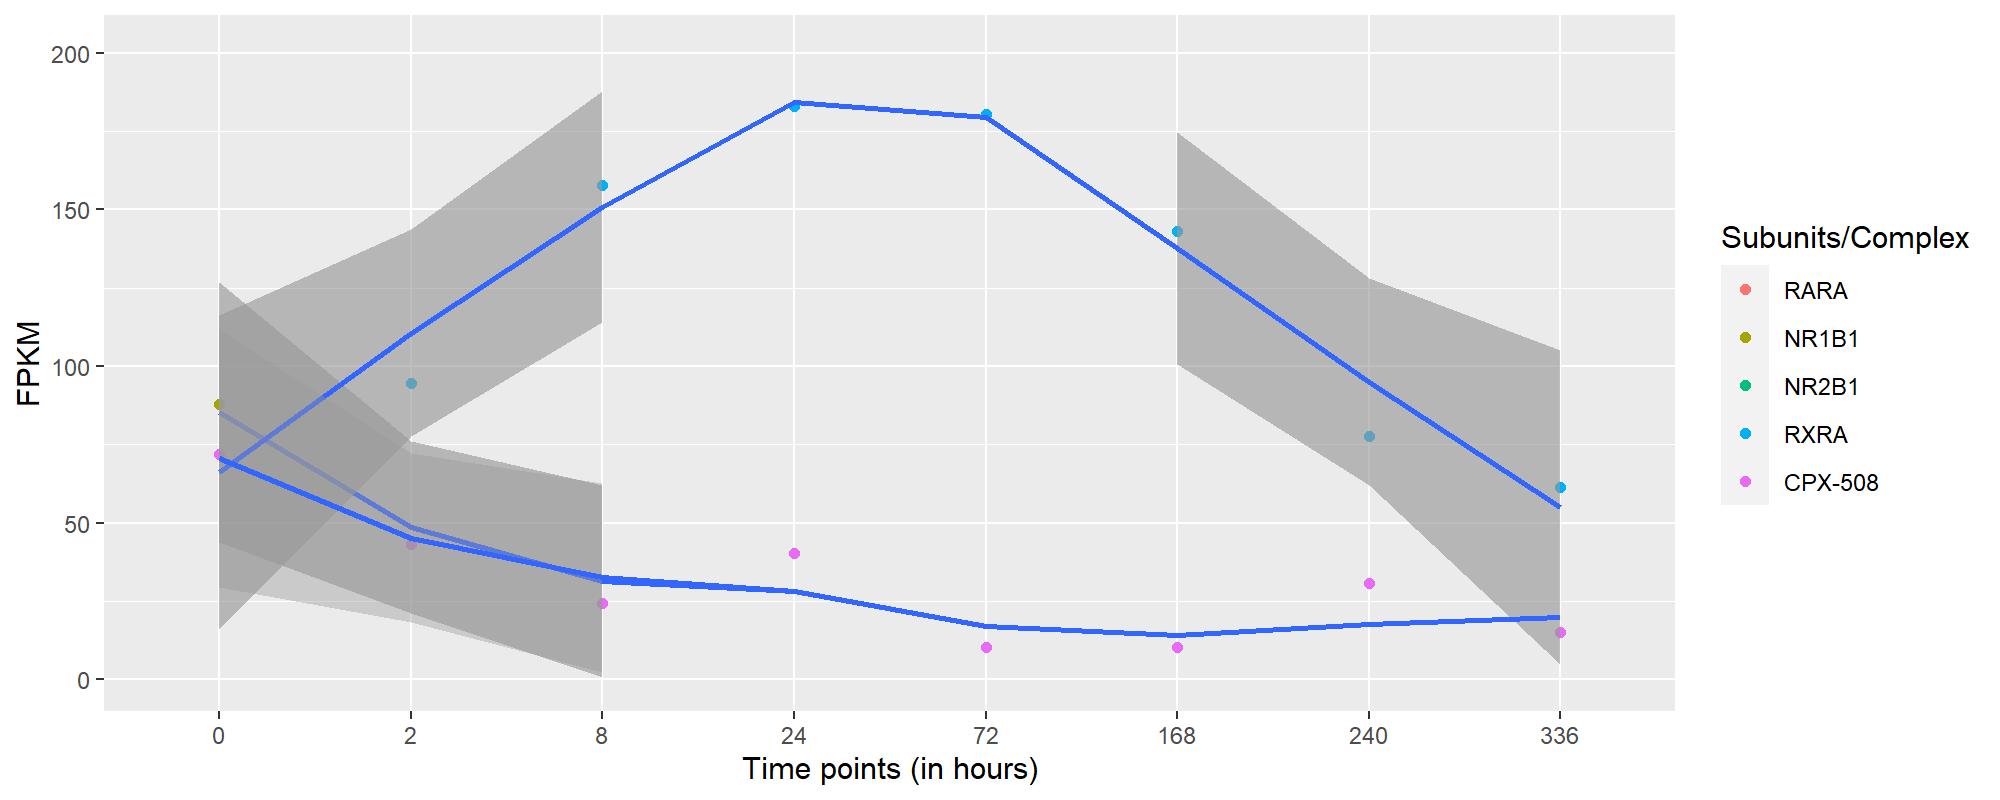 200
150
100
50
0
FPKM
0 2 8 24 72 168 240 336
Time points (in hours)
Subunits/Complex
RARA
NR1B1
NR2B1
RXRA
CPX-508